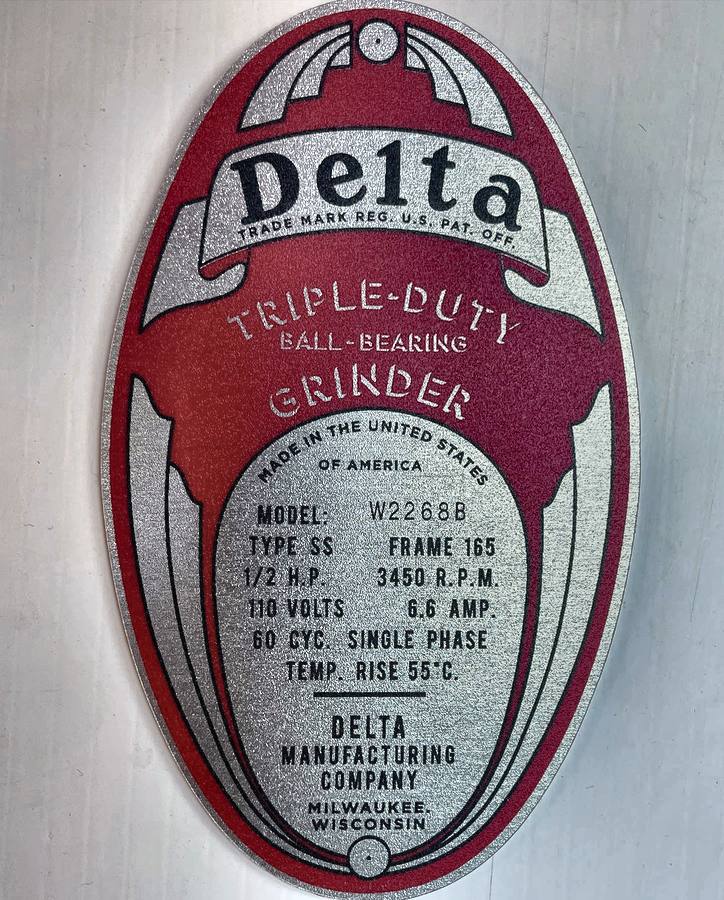 Delta
TRADE MARK REG. U.S. PAT. OFF.
TRIPLE-DUTY
BALL-BEARING
GRINDER
MADE IN THE UNITED STATES
OF AMERICA
MODEL: W2268B
TYPE SS FRAME 165
1/2 H.P. 3450 R.P.M.
110 VOLTS 6.6 AMP.
60 CYC. SINGLE PHASE
TEMP. RISE 55°C.
DELTA
MANUFACTURING
COMPANY
MILWAUKEE,
WISCONSIN